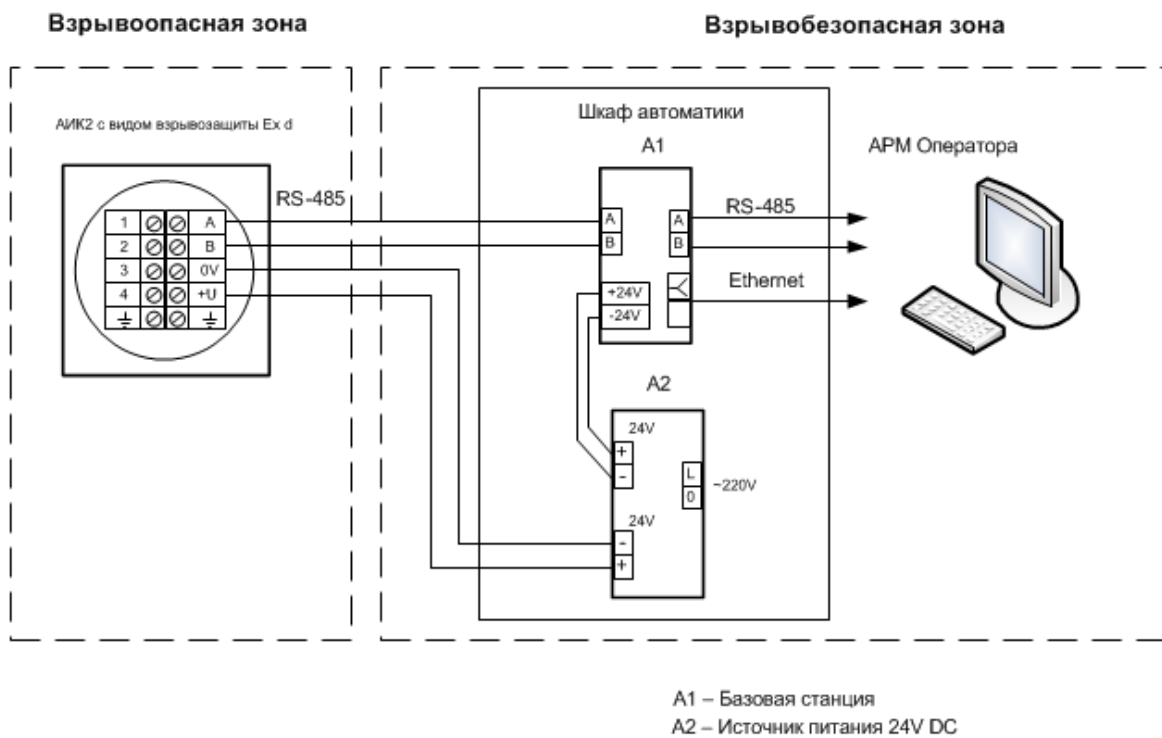 Взрывоопасная зона
Взрывобезопасная зона
АИК2 с видом взрывозащиты Ex d
1 A
2 B
3 0V
4 +U
RS-485
Шкаф автоматики
A1
A
B
+24V
-24V
A
B
RS-485
Ethernet
АРМ Оператора
A2
24V
+
-
24V
-
+
L
0
~220V
A1 – Базовая станция
A2 – Источник питания 24V DC